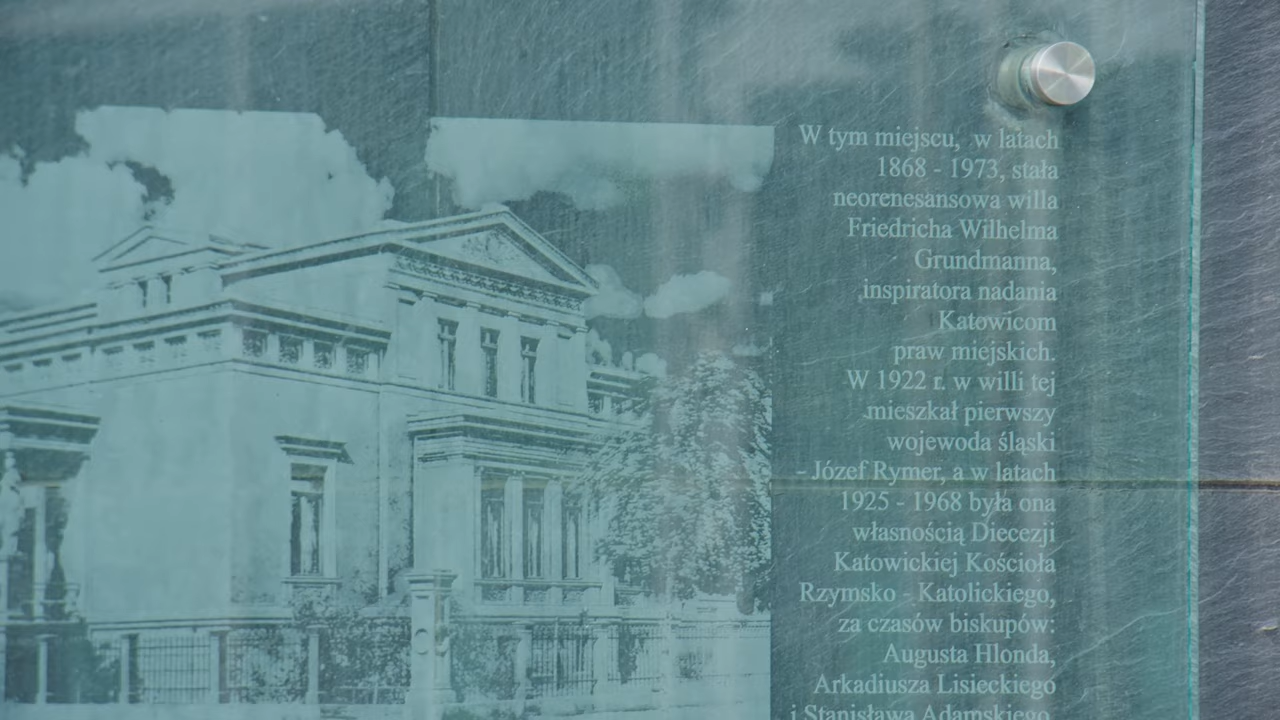 W tym miejscu, w latach
1868 - 1973, stała
neorenesansowa willa
Friedricha Wilhelma
Grundmanna,
inspiratora nadania
Katowicom
praw miejskich.
W 1922 r. w willi tej
mieszkał pierwszy
wojewoda śląski
- Józef Rymer, a w latach
1925 - 1968 była ona
własnością Diecezji
Katowickiej Kościoła
Rzymsko - Katolickiego,
za czasów biskupów:
Augusta Hlonda,
Arkadiusza Lisieckiego
i Stanisława Adamskiego